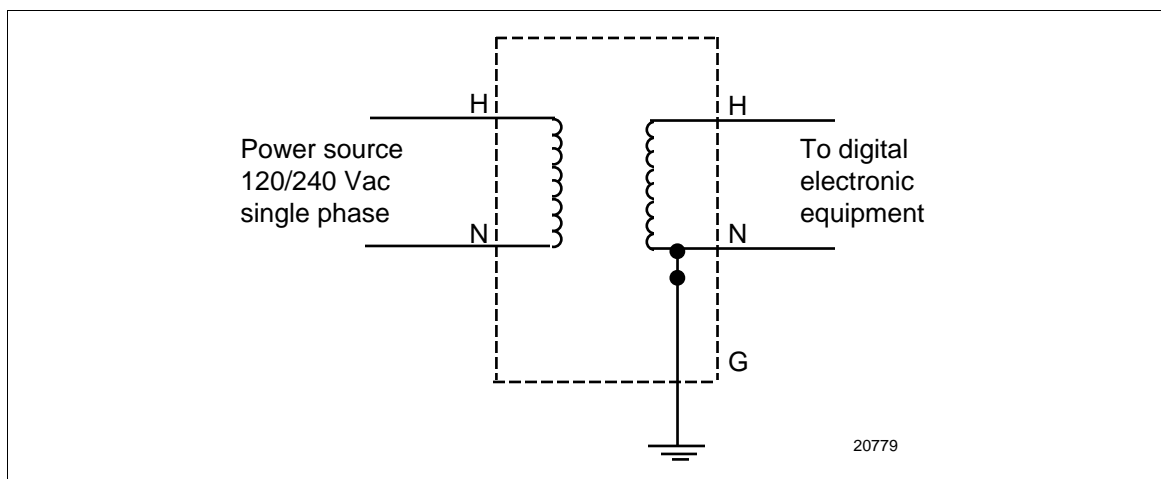 H
H
Power source
120/240 Vac
single phase
To digital
electronic
equipment
N
N
G
20779